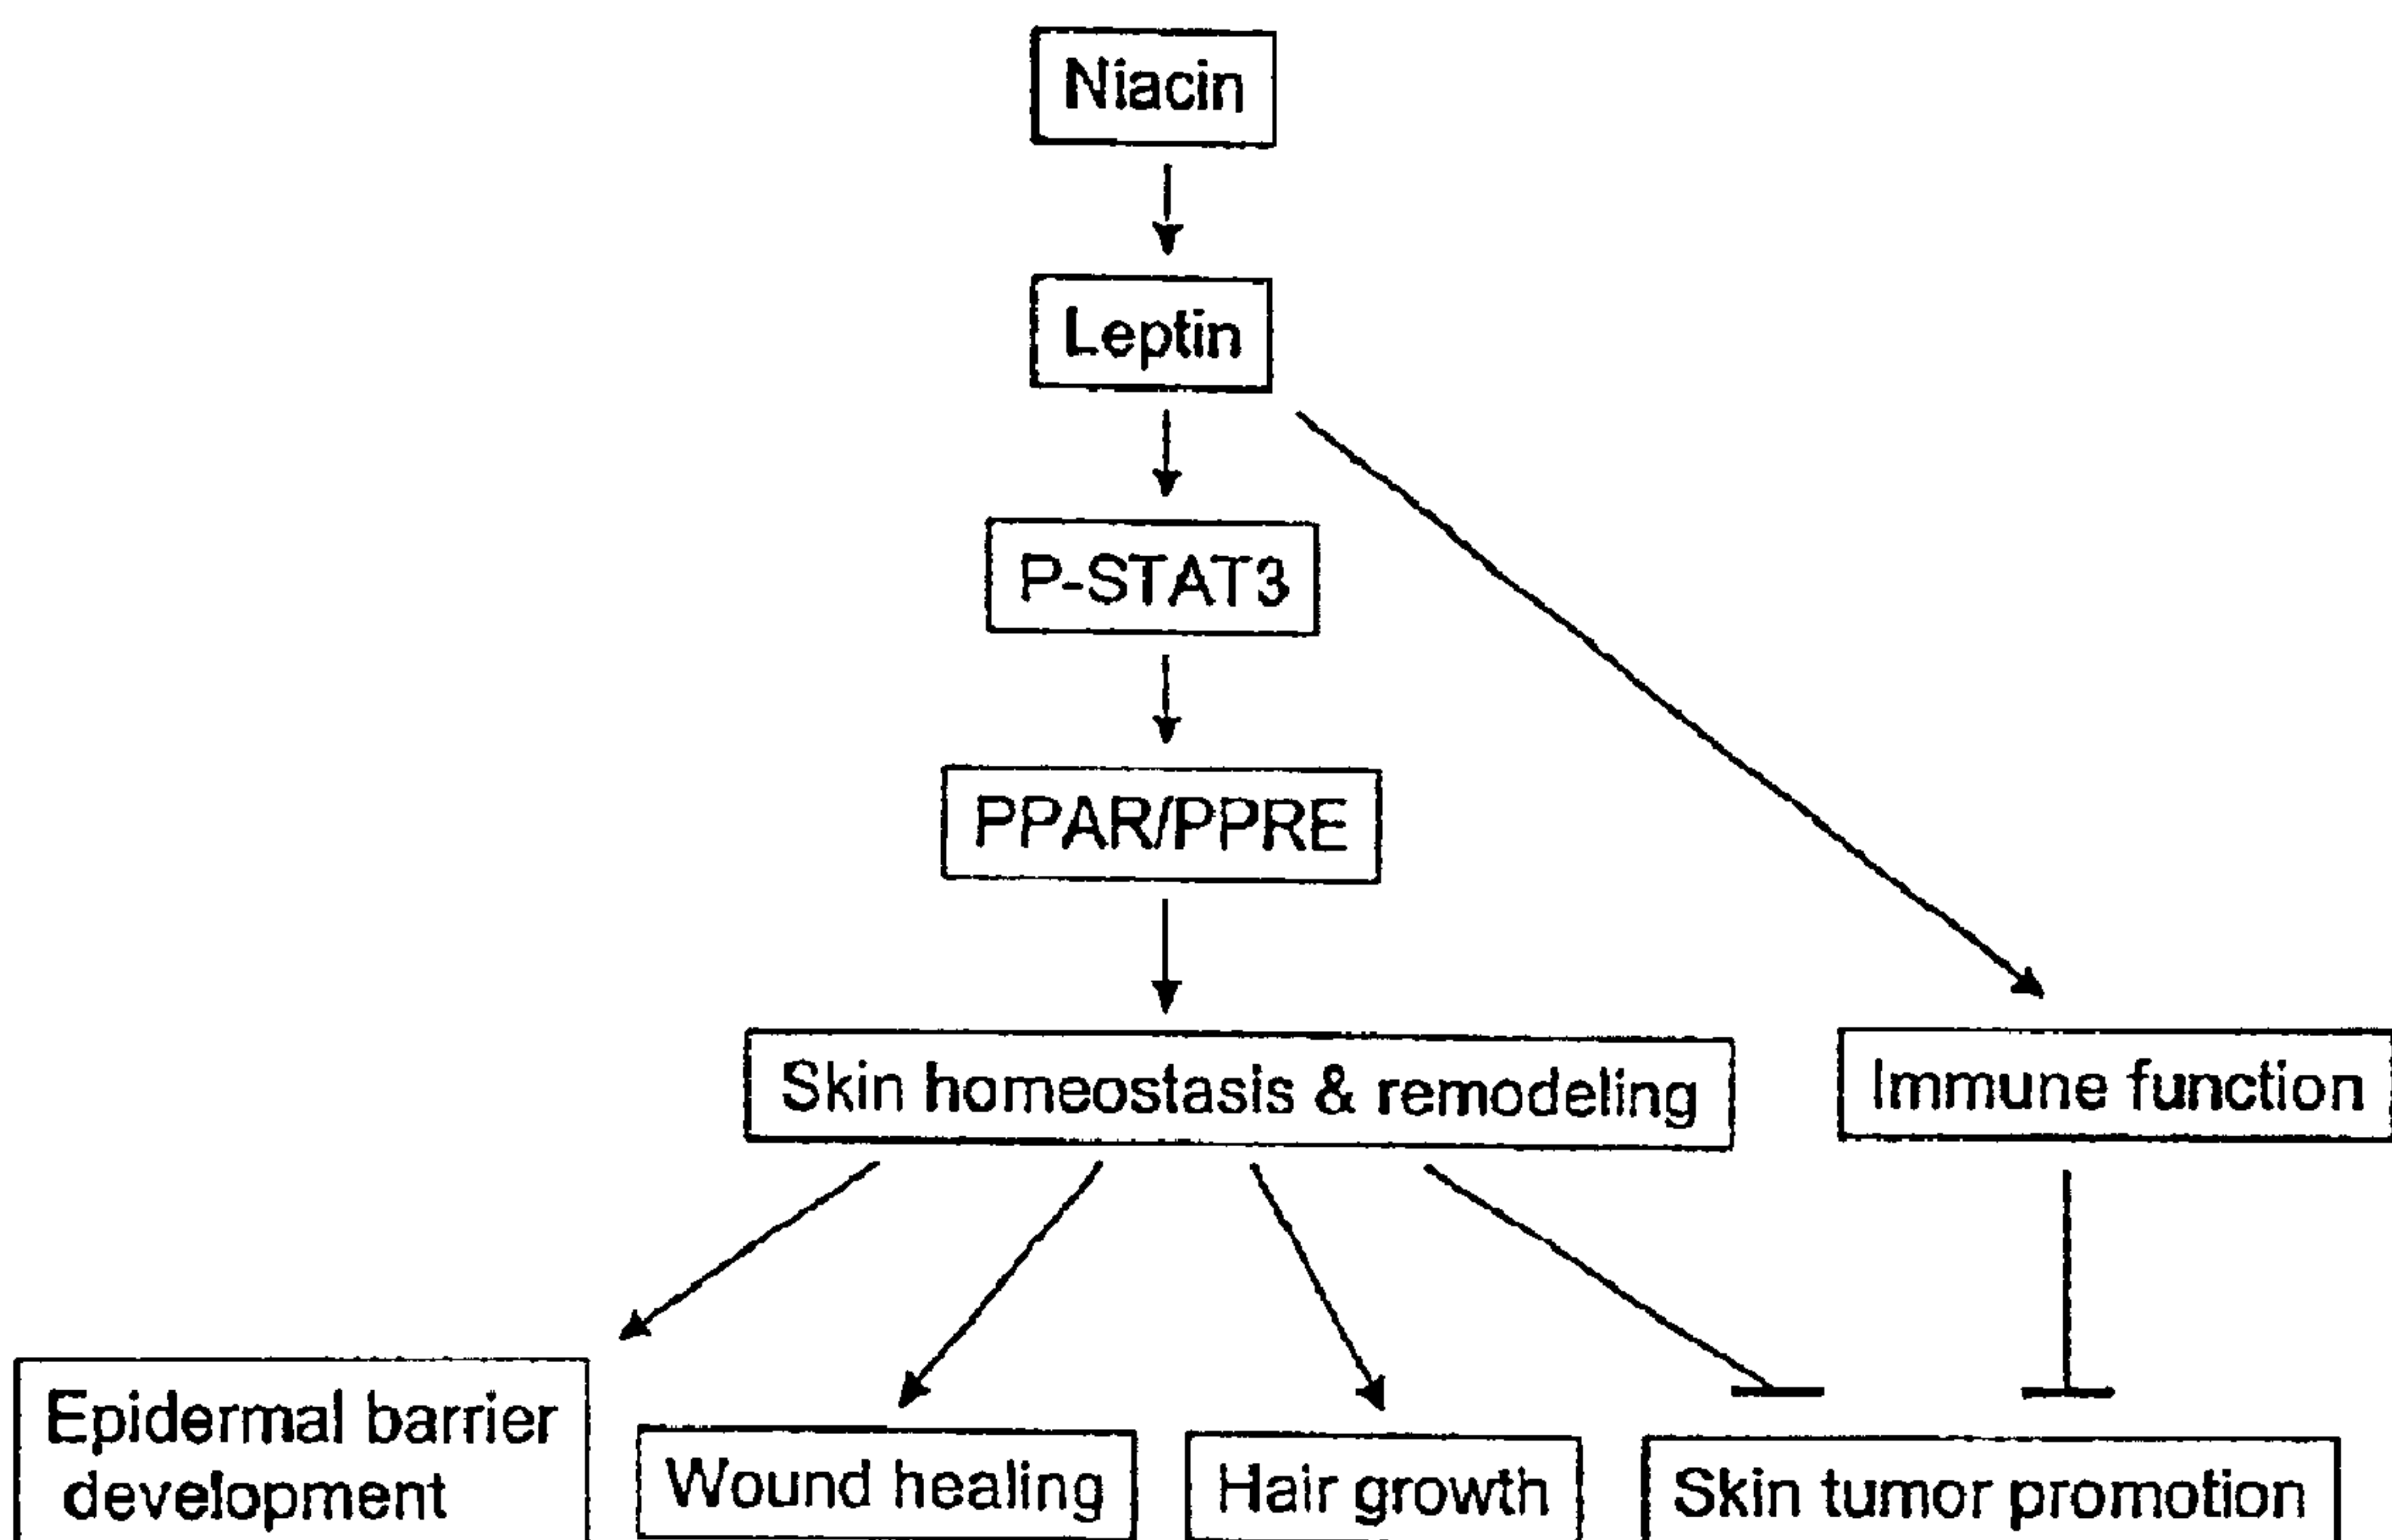 Niacin
Leptin
P-STAT3
PPAR/PPRE
Skin homeostasis & remodeling
Immune function
Epidermal barrier
development
Wound healing
Hair growth
Skin tumor promotion